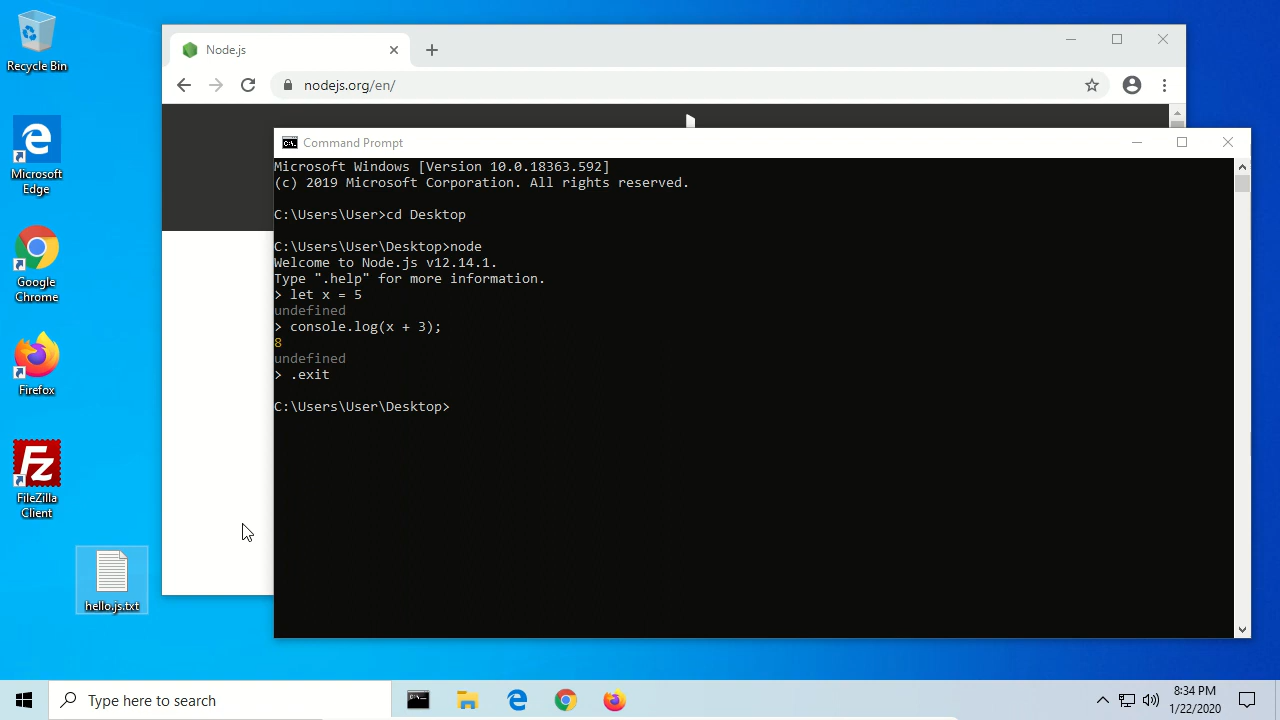 Recycle Bin
Microsoft
Edge
Google
Chrome
Firefox
FileZilla
Client
hello.js.txt
Node.js
nodejs.org/en/
Command Prompt
Microsoft Windows [Version 10.0.18363.592]
(c) 2019 Microsoft Corporation. All rights reserved.
C:\Users\User>cd Desktop
C:\Users\User\Desktop>node
Welcome to Node.js v12.14.1.
Type ".help" for more information.
> let x = 5
undefined
> console.log(x + 3);
8
undefined
> .exit
C:\Users\User\Desktop>
Type here to search
8:34 PM
1/22/2020